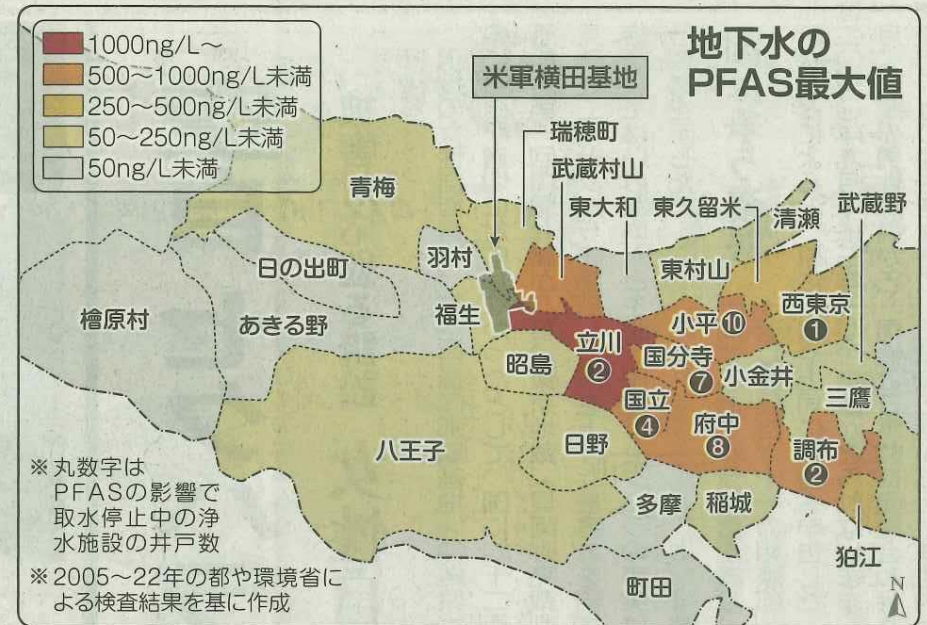 地下水の
PFAS最大値
1000ng/L〜
500〜1000ng/L未満
250〜500ng/L未満
50〜250ng/L未満
50ng/L未満
米軍横田基地
瑞穂町
武蔵村山
東大和
東久留米
清瀬
武蔵野
青梅
羽村
日の出町
東村山
西東京
❶
檜原村
あきる野
福生
小平❿
立川
❷
国分寺
❼
昭島
小金井
三鷹
国立
❹
府中
❽
調布
❷
八王子
日野
多摩
稲城
狛江
町田
※丸数字は
PFASの影響で
取水停止中の浄
水施設の井戸数
※2005〜22年の都や環境省に
よる検査結果を基に作成
N